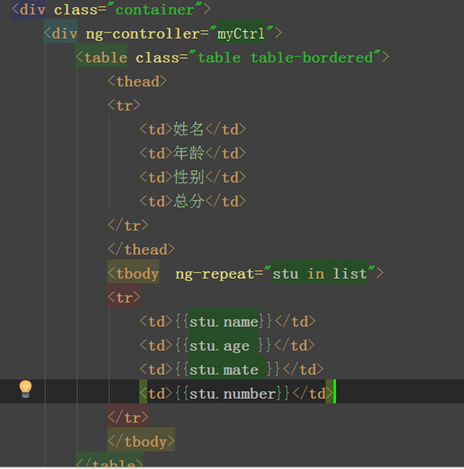 <div class="container">
<div ng-controller="myCtrl">
<table class="table table-bordered">
<thead>
<tr>
<td>姓名</td>
<td>年龄</td>
<td>性别</td>
<td>总分</td>
</tr>
</thead>
<tbody  ng-repeat="stu in list">
<tr>
<td>{{stu.name}}</td>
<td>{{stu.age }}</td>
<td>{{stu.mate }}</td>
<td>{{stu.number}}</td>
</tr>
</tbody>
</table>